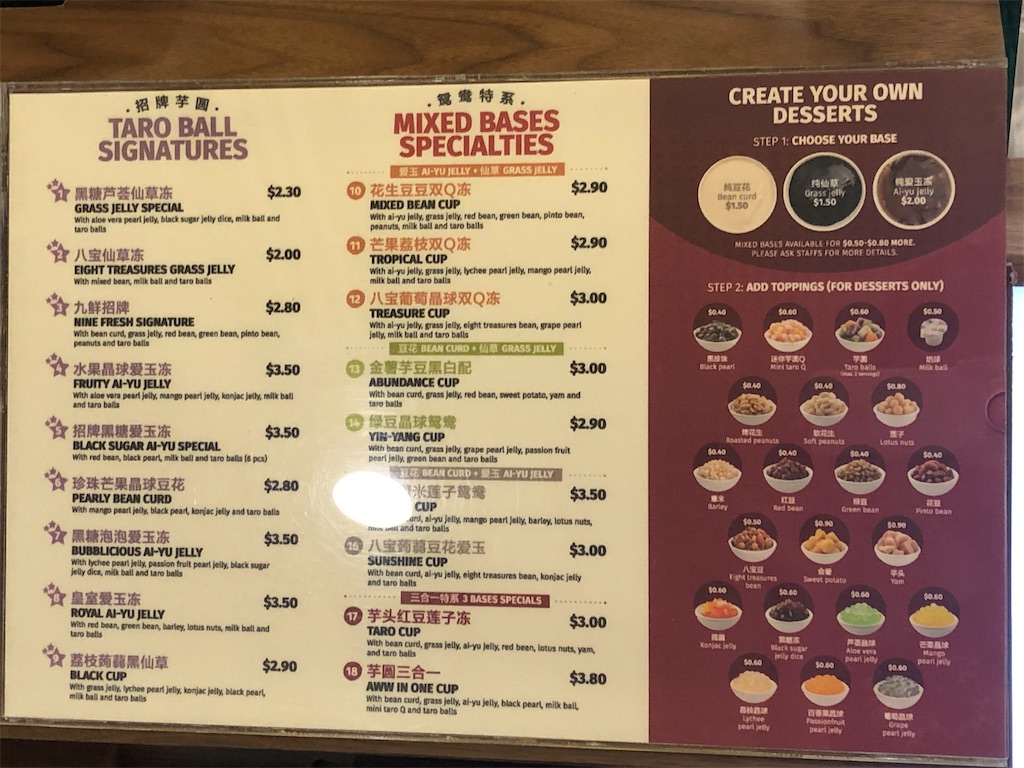 ·招牌芋圆·
TARO BALL
SIGNATURES
1 黑糖芦荟仙草冻 $2.30
GRASS JELLY SPECIAL
With aloe vera pearl jelly, black sugar jelly dice, milk ball and
taro balls
2 八宝仙草冻 $2.00
EIGHT TREASURES GRASS JELLY
With mixed bean, milk ball and taro balls
3 九鲜招牌 $2.80
NINE FRESH SIGNATURE
With bean curd, grass jelly, red bean, green bean, pinto bean,
peanuts and taro balls
4 水果晶球爱玉冻 $3.50
FRUITY AI-YU JELLY
With aloe vera pearl jelly, mango pearl jelly, konjac jelly, milk ball
and taro balls
5 招牌黑糖爱玉冻 $3.50
BLACK SUGAR AI-YU SPECIAL
With red bean, black pearl, milk ball and taro balls (6 pcs)
6 珍珠芒果晶球豆花 $2.80
PEARLY BEAN CURD
With mango pearl jelly, black pearl, konjac jelly and taro balls
7 黑糖泡泡爱玉冻 $3.50
BUBBLICIOUS AI-YU JELLY
With lychee pearl jelly, passion fruit pearl jelly, black sugar
jelly dice, milk ball and taro balls
8 皇室爱玉冻 $3.50
ROYAL AI-YU JELLY
With red bean, green bean, barley, lotus nuts, milk ball and
taro balls
9 荔枝蒟蒻黑仙草 $2.90
BLACK CUP
With grass jelly, lychee pearl jelly, konjac jelly, black pearl,
milk ball and taro balls
·鸳鸯特系·
MIXED BASES
SPECIALTIES
爱玉 AI-YU JELLY + 仙草 GRASS JELLY
10 花生豆豆双Q冻 $2.90
MIXED BEAN CUP
With ai-yu jelly, grass jelly, red bean, green bean, pinto bean,
peanuts, milk ball and taro balls
11 芒果荔枝双Q冻 $2.90
TROPICAL CUP
With ai-yu jelly, grass jelly, lychee pearl jelly, mango pearl jelly,
milk ball and taro balls
12 八宝葡萄晶球双Q冻 $3.00
TREASURE CUP
With ai-yu jelly, grass jelly, eight treasures bean, grape pearl
jelly, milk ball and taro balls
豆花 BEAN CURD + 仙草 GRASS JELLY
13 金薯芋豆黑白配 $3.00
ABUNDANCE CUP
With bean curd, grass jelly, red bean, sweet potato, yam and
taro balls
14 绿豆晶球鸳鸯 $2.90
YIN-YANG CUP
With bean curd, grass jelly, grape pearl jelly, passion fruit
pearl jelly, green bean and taro balls
豆花 BEAN CURD + 爱玉 AI-YU JELLY
米莲子鸳鸯 $3.50
CUP
curd, ai-yu jelly, mango pearl jelly, barley, lotus nuts,
milk ball and taro balls
16 八宝蒟蒻豆花爱玉 $3.00
SUNSHINE CUP
With bean curd, ai-yu jelly, eight treasures bean, konjac jelly
and taro balls
三合一特系 3 BASES SPECIALS
17 芋头红豆莲子冻 $3.00
TARO CUP
With bean curd, grass jelly, ai-yu jelly, red bean, lotus nuts, yam,
and taro balls
18 芋圆三合一 $3.80
AWW IN ONE CUP
With bean curd, grass jelly, ai-yu jelly, black pearl, milk ball,
mini taro Q and taro balls
CREATE YOUR OWN
DESSERTS
STEP 1: CHOOSE YOUR BASE
纯豆花 纯仙草 纯爱玉冻
Bean curd Grass jelly Ai-yu jelly
$1.50 $1.50 $2.00
MIXED BASES AVAILABLE FOR $0.50-$0.80 MORE.
PLEASE ASK STAFFS FOR MORE DETAILS.
STEP 2: ADD TOPPINGS (FOR DESSERTS ONLY)
$0.40 $0.60 $0.60 $0.50
黑珍珠 迷你芋圆Q 芋圆 奶球
Black pearl Mini taro Q Taro balls Milk ball
(max. 2 servings)
$0.40 $0.40 $0.80
烤花生 软花生 莲子
Roasted peanuts Soft peanuts Lotus nuts
$0.40 $0.40 $0.40 $0.40
薏米 红豆 绿豆 花豆
Barley Red bean Green bean Pinto bean
$0.50 $0.90 $0.90
八宝豆 金薯 芋头
Eight treasures Sweet potato Yam
bean
$0.60 $0.60 $0.60 $0.60
蒟蒻 黑糖冻 芦荟晶球 芒果晶球
Konjac jelly Black sugar Aloe vera Mango
jelly dice pearl jelly pearl jelly
$0.60 $0.60 $0.60
荔枝晶球 百香果晶球 葡萄晶球
Lychee Passionfruit Grape
pearl jelly pearl jelly pearl jelly